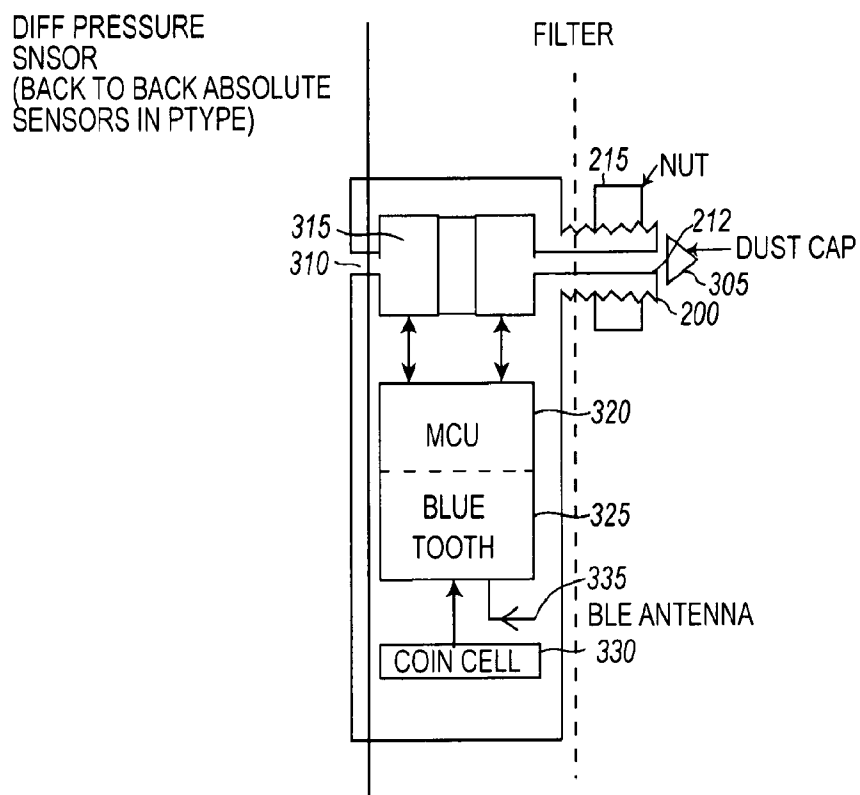 DIFF PRESSURE
SNSOR
(BACK TO BACK ABSOLUTE
SENSORS IN PTYPE)
FILTER
215
NUT
315
212
310
DUST CAP
305
200
320
MCU
BLUE
TOOTH
325
335
BLE ANTENNA
COIN CELL
330